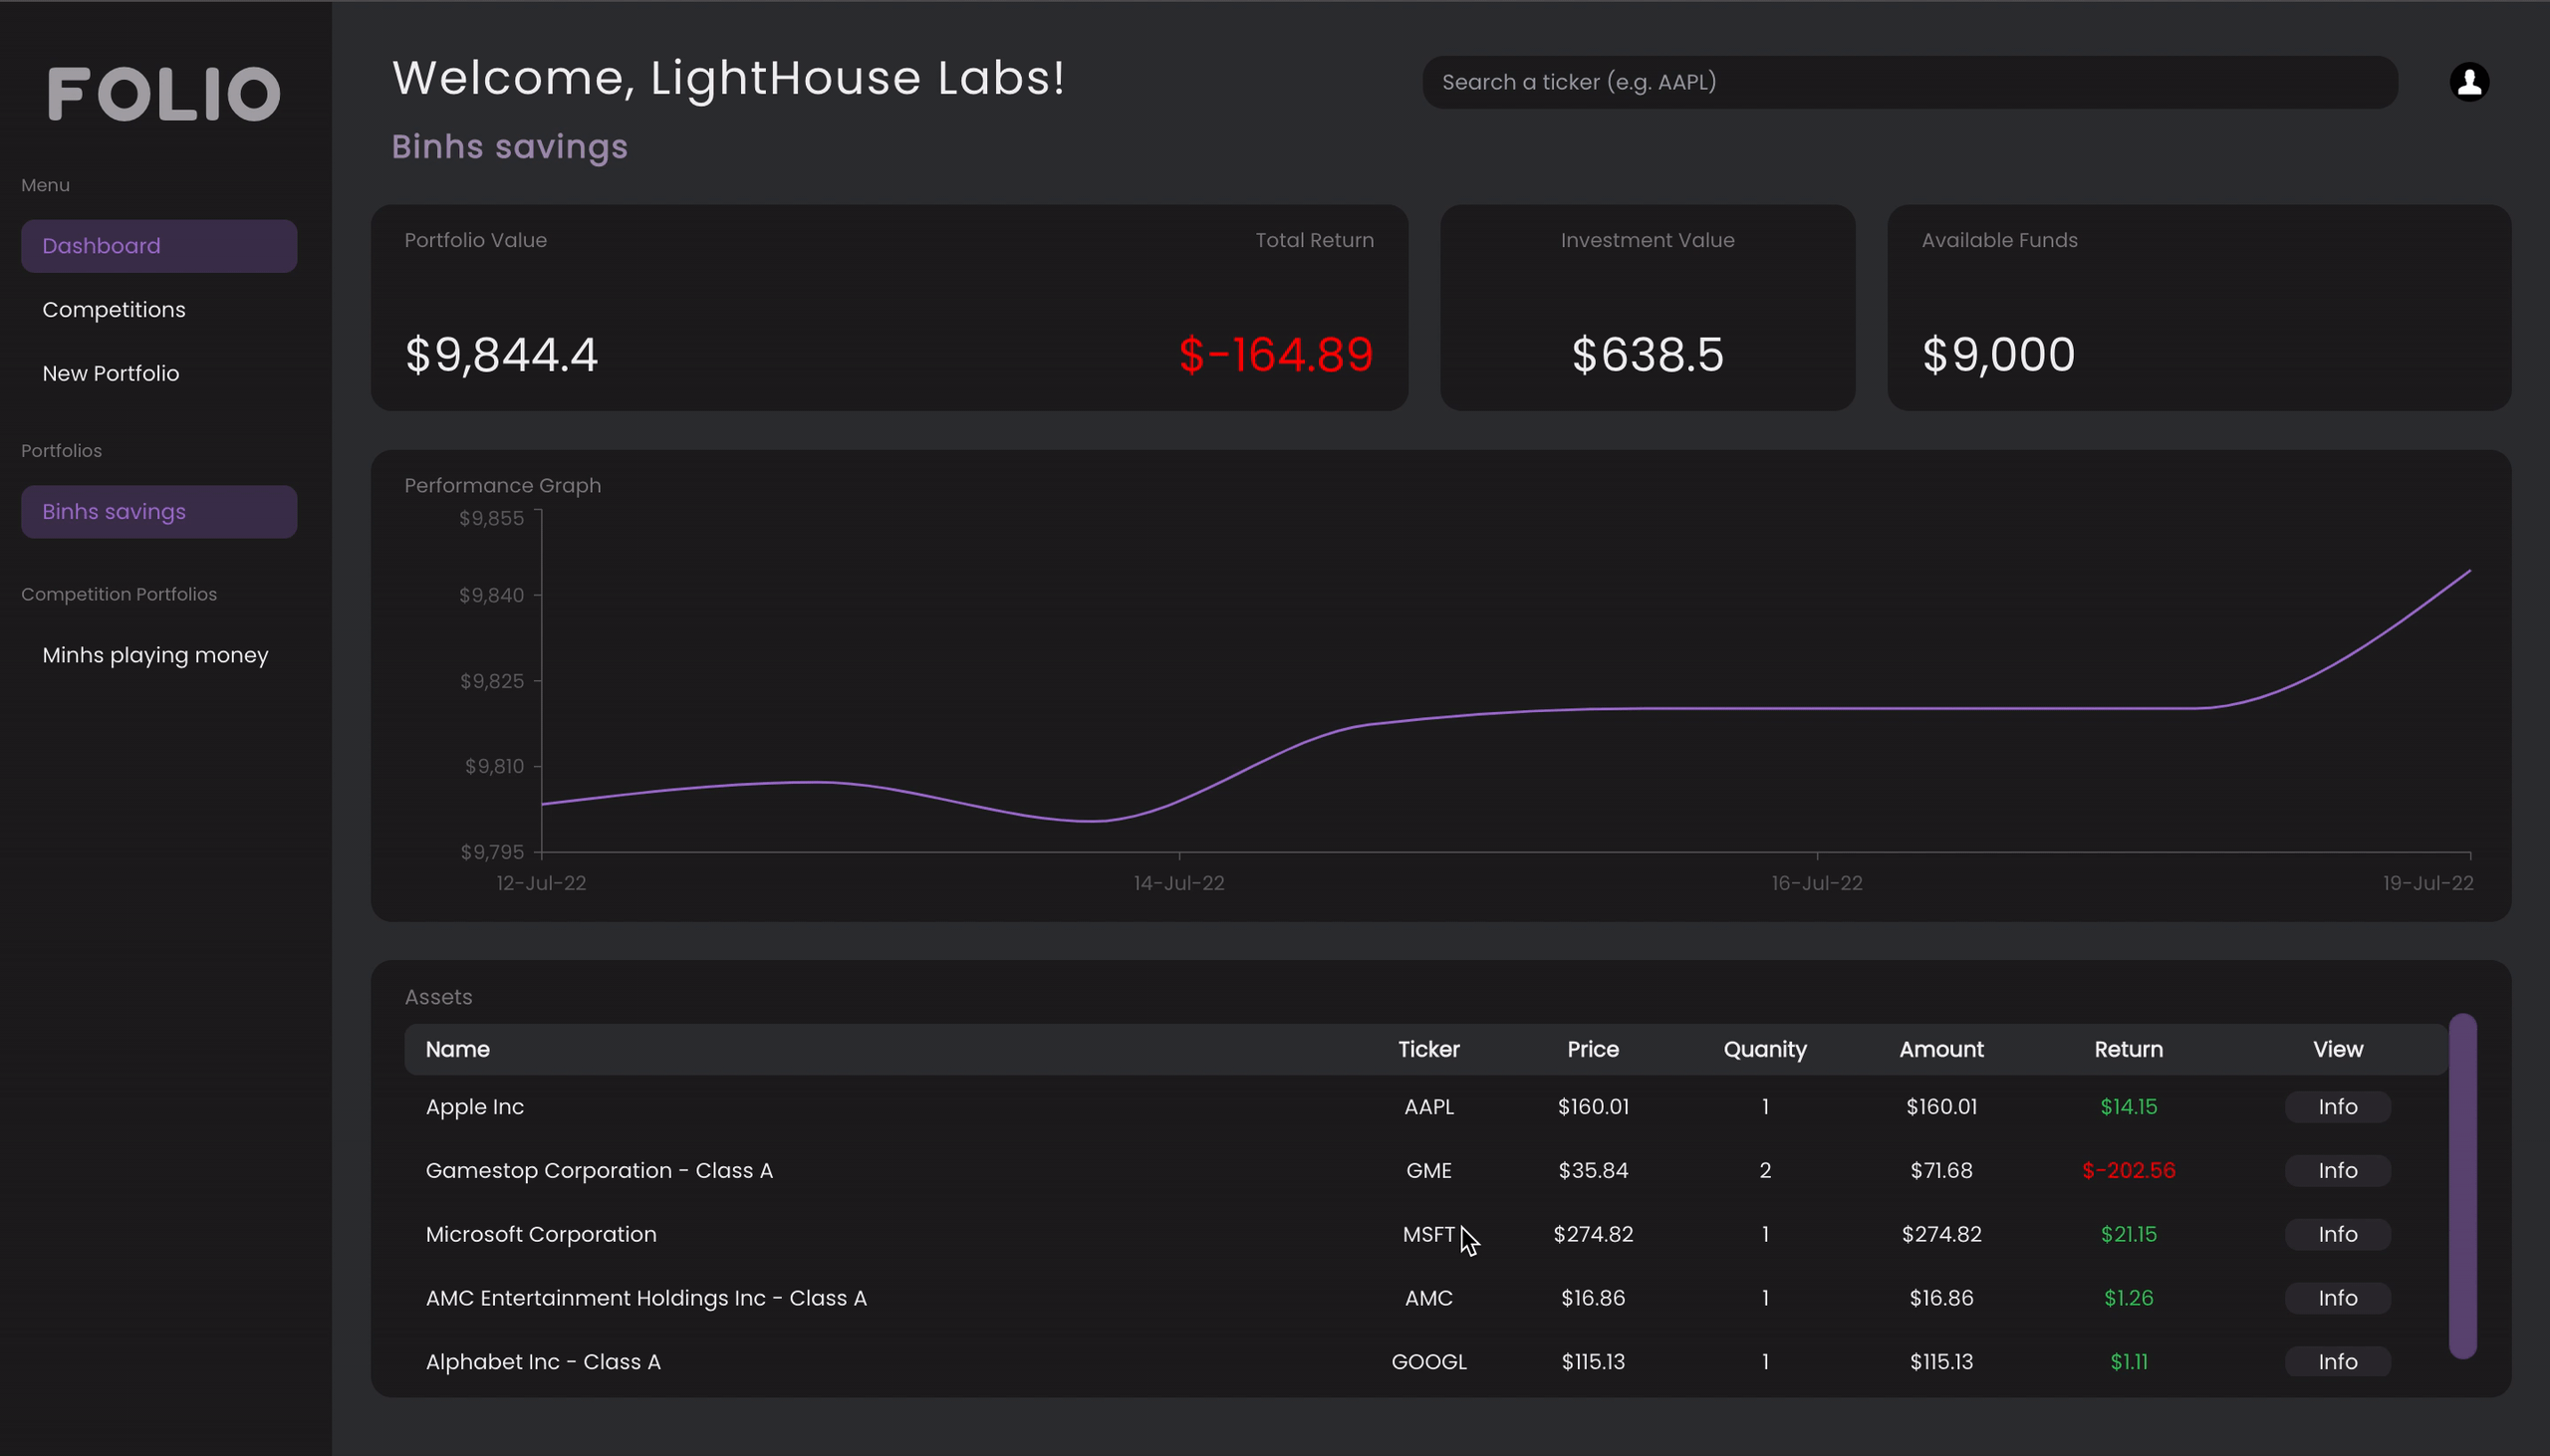 FOLIO
Menu
Dashboard
Competitions
New Portfolio
Portfolios
Binhs savings
Competition Portfolios
Minhs playing money
Welcome, LightHouse Labs!
Search a ticker (e.g. AAPL)
Binhs savings
Portfolio Value Total Return Investment Value Available Funds
$9,844.4 $-164.89 $638.5 $9,000
Performance Graph
$9,855
$9,840
$9,825
$9,810
$9,795
12-Jul-22 14-Jul-22 16-Jul-22 19-Jul-22
Assets
Name Ticker Price Quanity Amount Return View
Apple Inc AAPL $160.01 1 $160.01 $14.15 Info
Gamestop Corporation - Class A GME $35.84 2 $71.68 $-202.56 Info
Microsoft Corporation MSFT $274.82 1 $274.82 $21.15 Info
AMC Entertainment Holdings Inc - Class A AMC $16.86 1 $16.86 $1.26 Info
Alphabet Inc - Class A GOOGL $115.13 1 $115.13 $1.11 Info